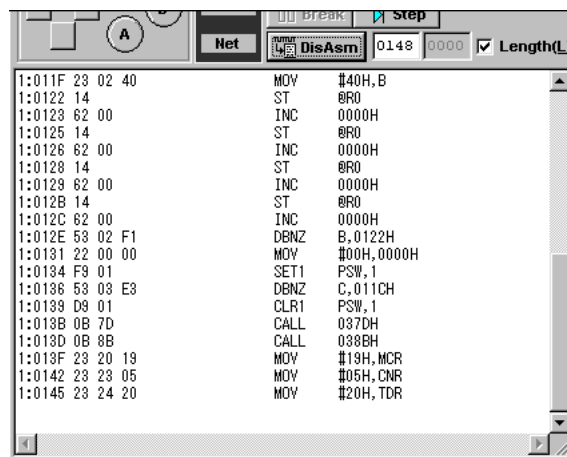 Break Step
A
Net DisAsm 0148 0000 Length(L
1:011F 23 02 40 MOV #40H,B
1:0122 14 ST @R0
1:0123 62 00 INC 0000H
1:0125 14 ST @R0
1:0126 62 00 INC 0000H
1:0128 14 ST @R0
1:0129 62 00 INC 0000H
1:012B 14 ST @R0
1:012C 62 00 INC 0000H
1:012E 53 02 F1 DBNZ B,0122H
1:0131 22 00 00 MOV #00H,0000H
1:0134 F9 01 SET1 PSW,1
1:0136 53 03 E3 DBNZ C,011CH
1:0139 D9 01 CLR1 PSW,1
1:013B 0B 7D CALL 037DH
1:013D 0B 8B CALL 038BH
1:013F 23 20 19 MOV #19H,MCR
1:0142 23 23 05 MOV #05H,CNR
1:0145 23 24 20 MOV #20H,TDR